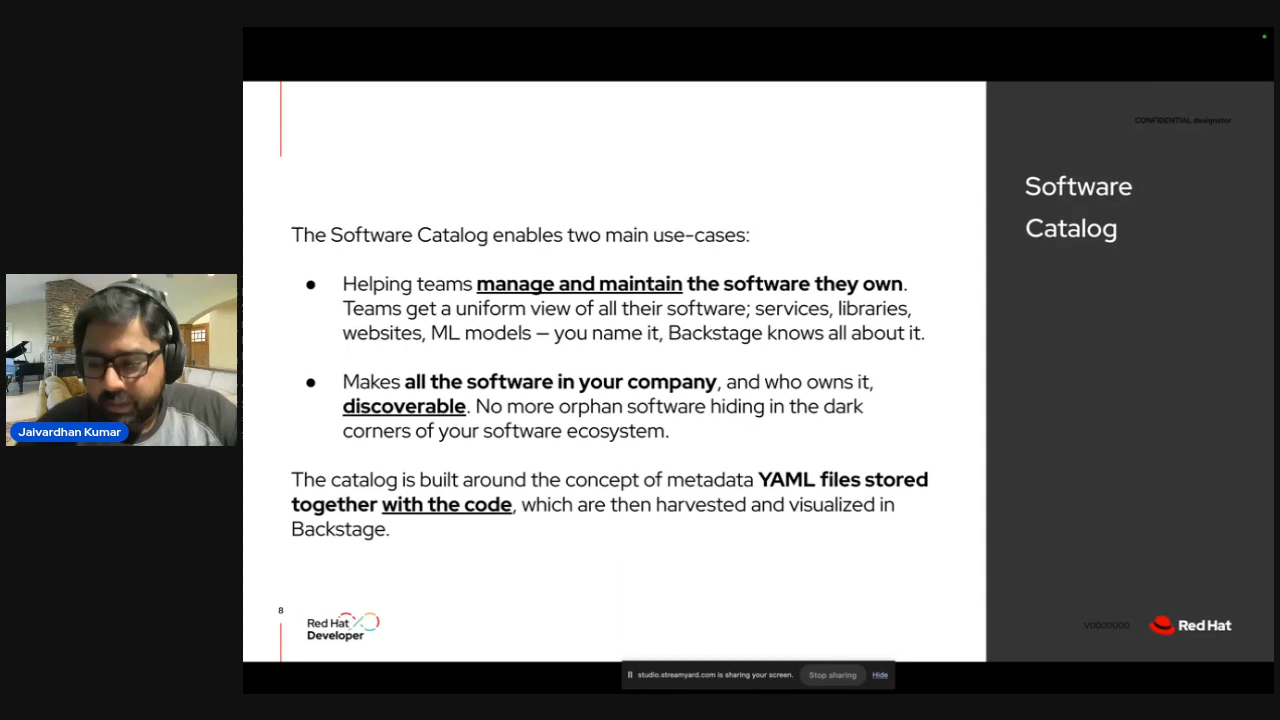 CONFIDENTIAL designator
Software
Catalog
The Software Catalog enables two main use-cases:
● Helping teams manage and maintain the software they own.
Teams get a uniform view of all their software; services, libraries,
websites, ML models — you name it, Backstage knows all about it.
● Makes all the software in your company, and who owns it,
discoverable. No more orphan software hiding in the dark
corners of your software ecosystem.
The catalog is built around the concept of metadata YAML files stored
together with the code, which are then harvested and visualized in
Backstage.
Jaivardhan Kumar
8
Red Hat
Developer
V0000000
Red Hat
studio.streamyard.com is sharing your screen.
Stop sharing
Hide